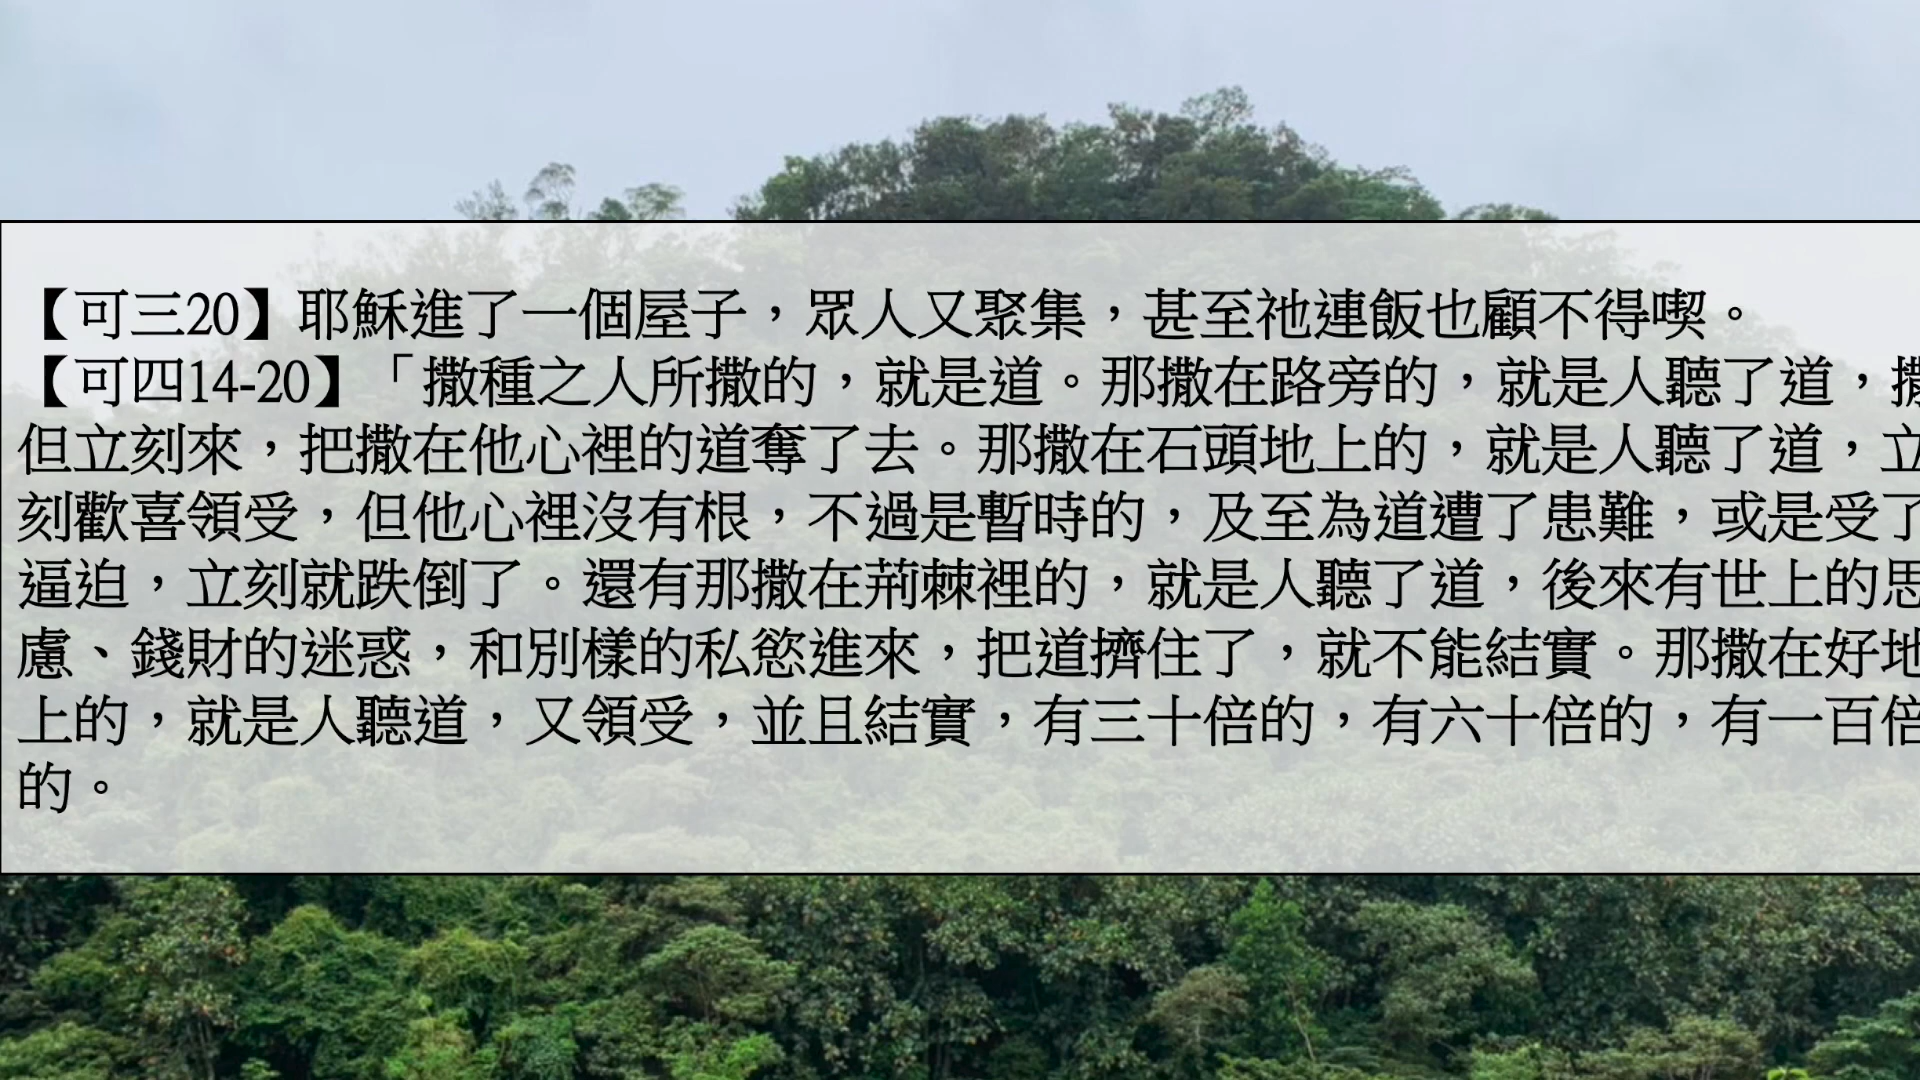 【可三20】耶穌進了一個屋子，眾人又聚集，甚至祂連飯也顧不得喫。
【可四14-20】「撒種之人所撒的，就是道。那撒在路旁的，就是人聽了道，撒
但立刻來，把撒在他心裡的道奪了去。那撒在石頭地上的，就是人聽了道，立
刻歡喜領受，但他心裡沒有根，不過是暫時的，及至為道遭了患難，或是受了
逼迫，立刻就跌倒了。還有那撒在荊棘裡的，就是人聽了道，後來有世上的思
慮、錢財的迷惑，和別樣的私慾進來，把道擠住了，就不能結實。那撒在好地
上的，就是人聽道，又領受，並且結實，有三十倍的，有六十倍的，有一百倍
的。